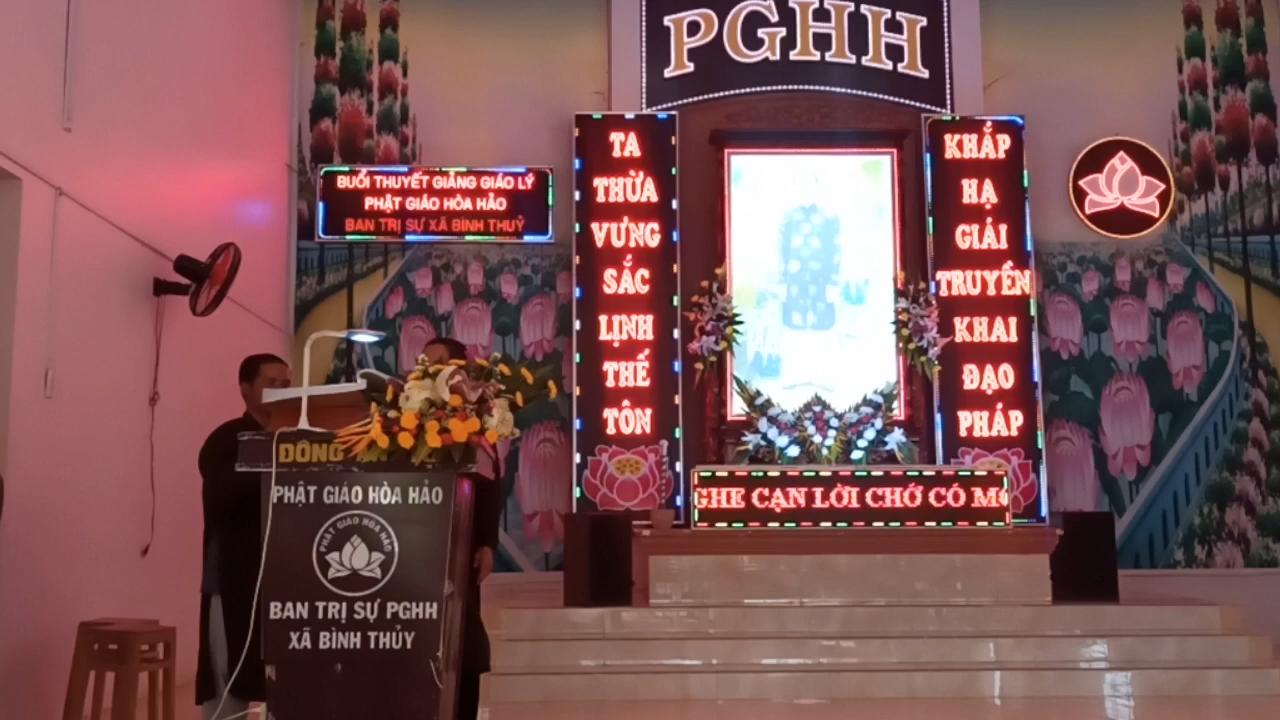 PGHH
BUỔI THUYẾT GIẢNG GIÁO LÝ
PHẬT GIÁO HÒA HẢO
BAN TRỊ SỰ XÃ BÌNH THUỶ
TA
THỪA
VƯNG
SẮC
LỊNH
THẾ
TÔN
KHẮP
HẠ
GIÁI
TRUYỀN
KHAI
ĐẠO
PHÁP
GHE CẠN LỜI CHỚ CÓ
ĐÔNG
PHẬT GIÁO HÒA HẢO
PHẬT GIÁO HÒA HẢO
BAN TRỊ SỰ PGHH
XÃ BÌNH THỦY